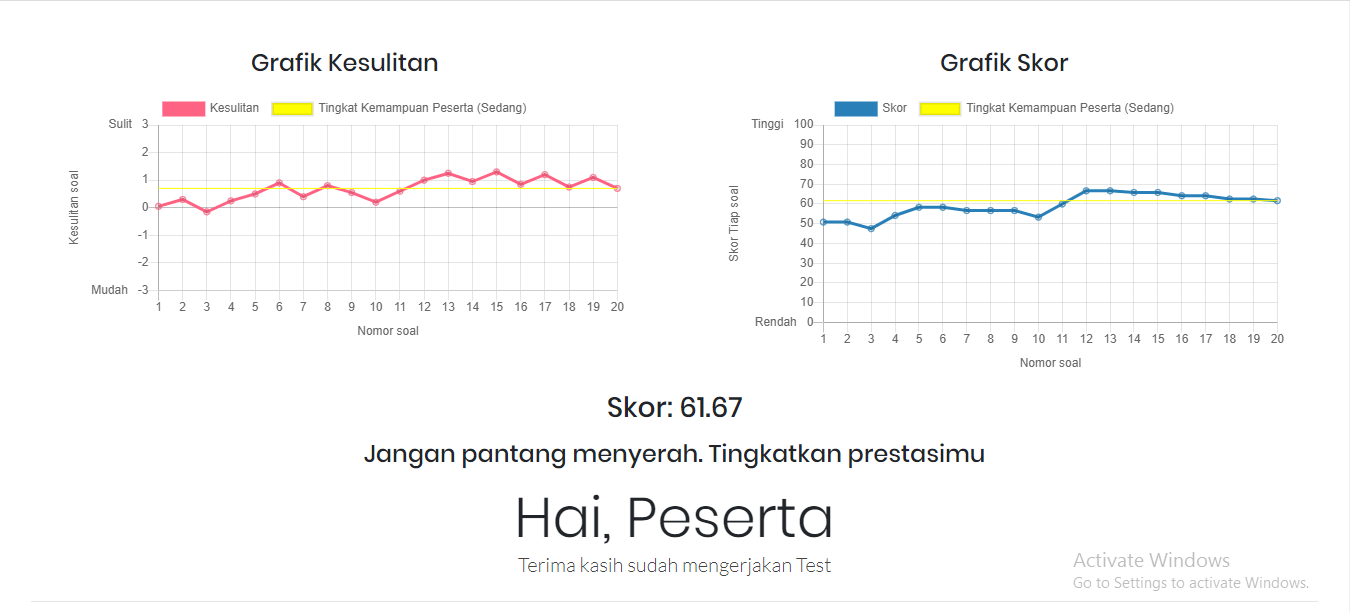 Grafik Kesulitan
Kesulitan Tingkat Kemampuan Peserta (Sedang)
Sulit 3
2
1
0
-1
-2
Mudah -3
Kesulitan soal
1 2 3 4 5 6 7 8 9 10 11 12 13 14 15 16 17 18 19 20
Nomor soal
Grafik Skor
Skor Tingkat Kemampuan Peserta (Sedang)
Tinggi 100
90
80
70
60
50
40
30
20
10
Rendah 0
Skor Tiap soal
1 2 3 4 5 6 7 8 9 10 11 12 13 14 15 16 17 18 19 20
Nomor soal
Skor: 61.67
Jangan pantang menyerah. Tingkatkan prestasimu
Hai, Peserta
Terima kasih sudah mengerjakan Test
Activate Windows
Go to Settings to activate Windows.